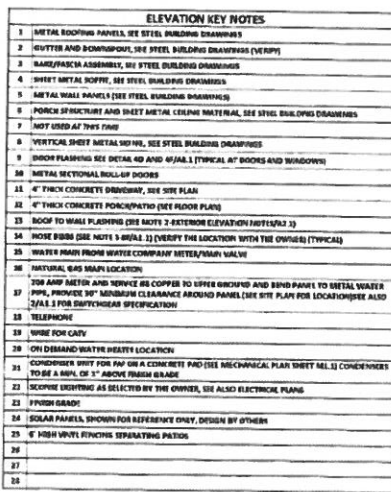 ELEVATION KEY NOTES
1 METAL ROOFING PANELS, SEE STEEL BUILDING DRAWINGS
2 GUTTER AND DOWNSPOUT, SEE STEEL BUILDING DRAWINGS (VERIFY)
3 RAKE/FASCIA ASSEMBLY, SEE STEEL BUILDING DRAWINGS
4 SHEET METAL SOFFIT, SEE STEEL BUILDING DRAWINGS
5 METAL WALL PANELS (SEE STEEL BUILDING DRAWINGS)
6 PORCH STRUCTURE AND SHEET METAL CEILING MATERIAL, SEE STEEL BUILDING DRAWINGS
7 NOT USED AT THIS TIME
8 VERTICAL SHEET METAL SIDING, SEE STEEL BUILDING DRAWINGS
9 DOOR FLASHING SEE DETAIL 4D AND 4F/A8.1 (TYPICAL AT DOORS AND WINDOWS)
10 METAL SECTIONAL ROLL-UP DOORS
11 4" THICK CONCRETE DRIVEWAY, SEE SITE PLAN
12 4" THICK CONCRETE PORCH/PATIO (SEE FLOOR PLAN)
13 ROOF TO WALL FLASHING (SEE NOTE 2-EXTERIOR ELEVATION NOTES/A2.1)
14 HOSE BIBBS (SEE NOTE (VERIFY THE LOCATION WITH THE OWNER) (TYPICAL)
15 WATER MAIN FROM WATER COMPANY METER/MAIN VALVE
16 NATURAL GAS MAIN LOCATION
17 200 AMP METER AND SERVICE #8 COPPER TO UFER GROUND AND BEND PANEL TO METAL WATER
PIPE, PROVIDE 30" MINIMUM CLEARANCE AROUND PANEL (SEE SITE PLAN FOR LOCATION)(SEE ALSO
2/A8.1 FOR SWITCHGEAR SPECIFICATION
18 TELEPHONE
19 WIRE FOR CATV
20 ON DEMAND WATER HEATER LOCATION
21 CONDENSER UNIT FOR FAU ON A CONCRETE PAD (SEE MECHANICAL PLAN SHEET M1.1) CONDENSERS
TO BE A MIN. OF 3" ABOVE FINISH GRADE
22 SCONCE LIGHTING AS SELECTED BY THE OWNER, SEE ALSO ELECTRICAL PLANS
23 FINISH GRADE
24 SOLAR PANELS, SHOWN FOR REFERENCE ONLY, DESIGN BY OTHERS
25 6' HIGH VINYL FENCING SEPARATING PATIOS
26
27
28